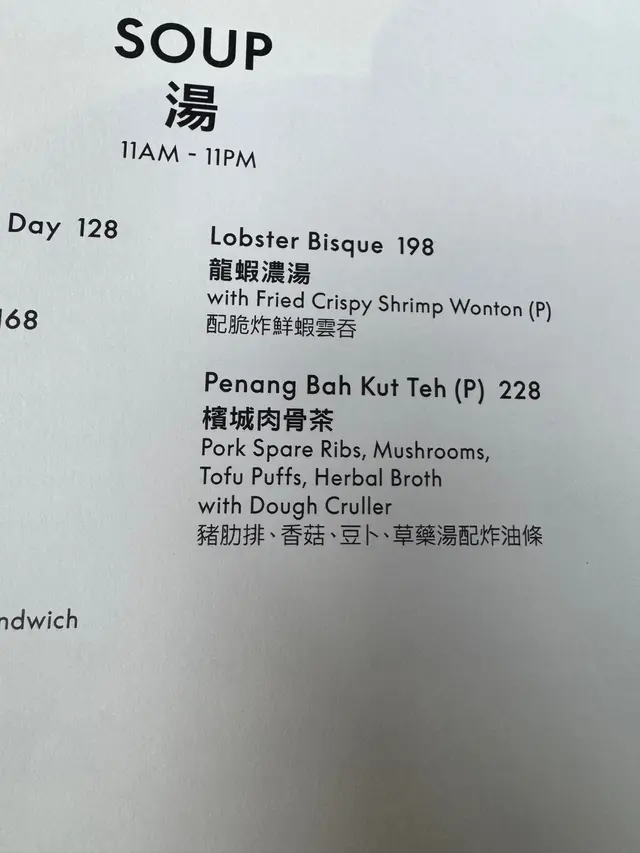 SOUP
湯
11AM - 11PM
Day 128
168
Lobster Bisque 198
龍蝦濃湯
with Fried Crispy Shrimp Wonton (P)
配脆炸鮮蝦雲吞
Penang Bah Kut Teh (P) 228
檳城肉骨茶
Pork Spare Ribs, Mushrooms,
Tofu Puffs, Herbal Broth
with Dough Cruller
豬肋排、香菇、豆卜、草藥湯配炸油條
ndwich